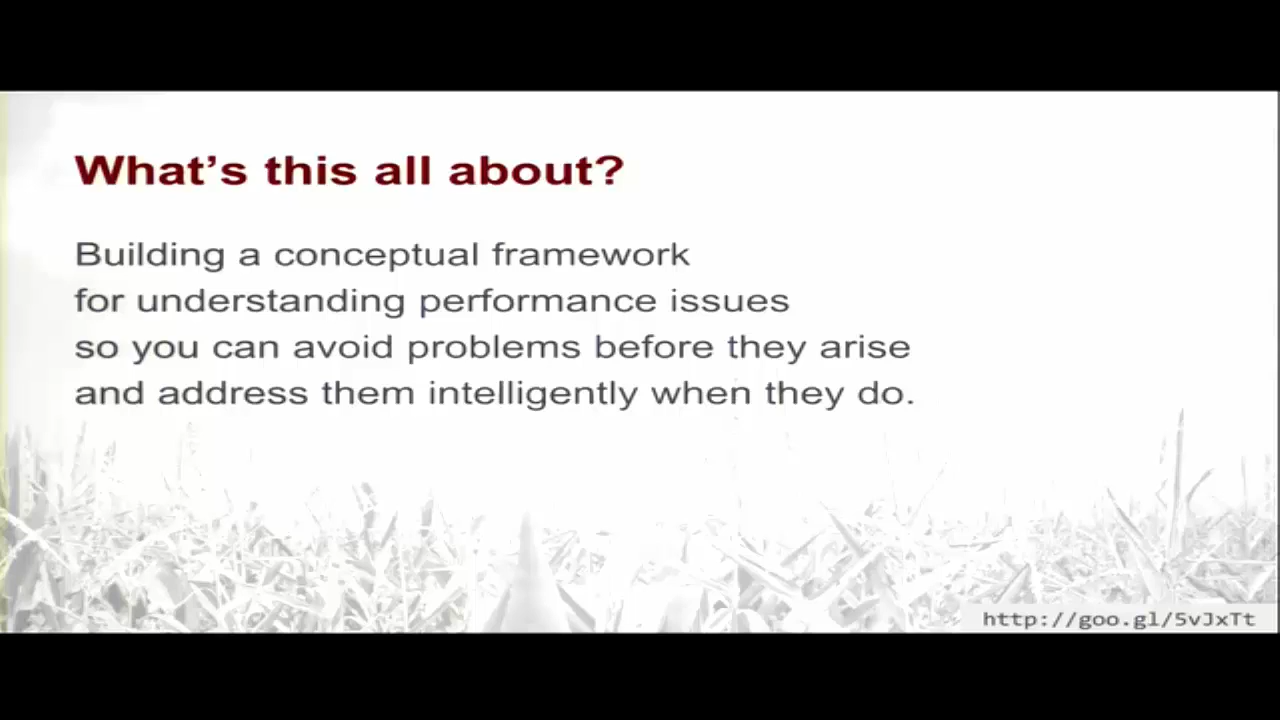 What's this all about?
Building a conceptual framework
for understanding performance issues
so you can avoid problems before they arise
and address them intelligently when they do.
http://goo.gl/5vJxTt